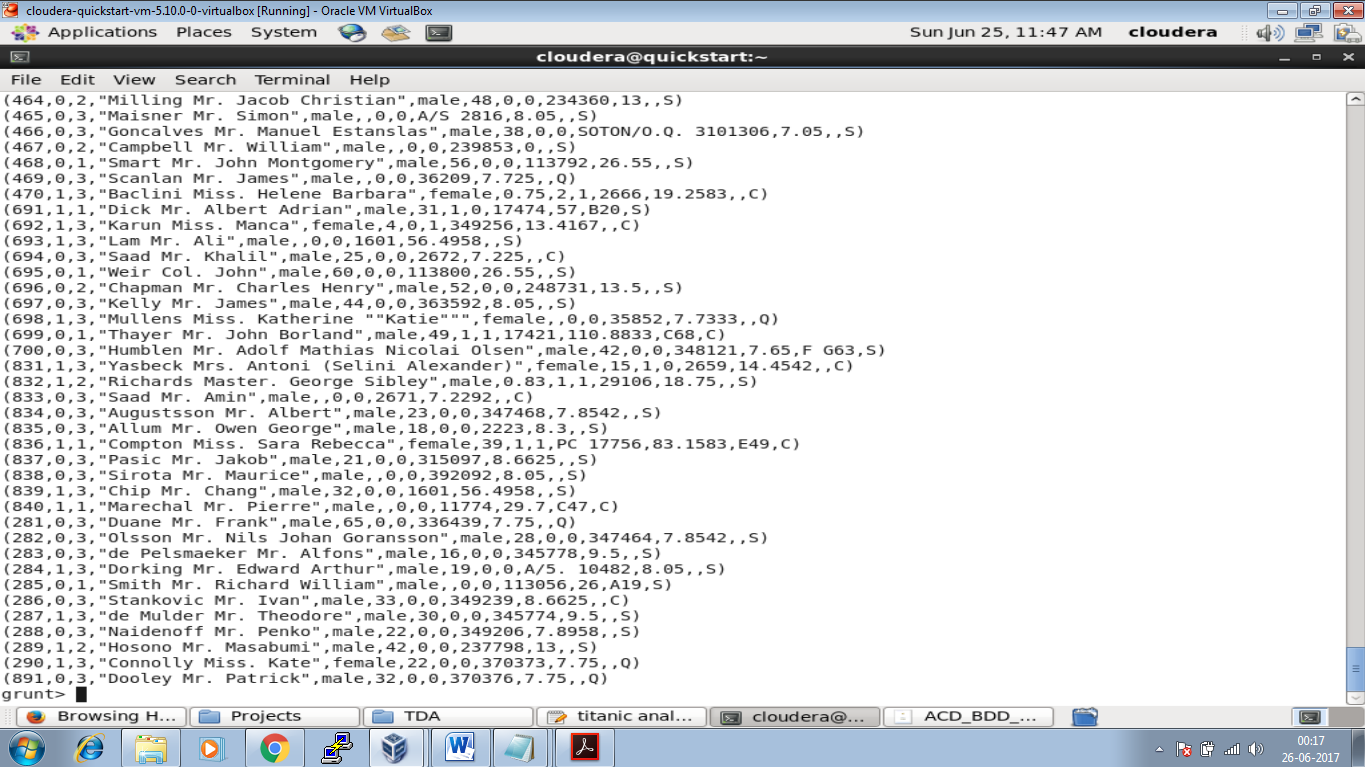 cloudera-quickstart-vm-5.10.0-0-virtualbox [Running] - Oracle VM VirtualBox
Applications Places System Sun Jun 25, 11:47 AM cloudera
cloudera@quickstart:~
File Edit View Search Terminal Help
(464,0,2,"Milling Mr. Jacob Christian",male,48,0,0,234360,13,,S)
(465,0,3,"Maisner Mr. Simon",male,,0,0,A/S 2816,8.05,,S)
(466,0,3,"Goncalves Mr. Manuel Estanslas",male,38,0,0,SOTON/O.Q. 3101306,7.05,,S)
(467,0,2,"Campbell Mr. William",male,,0,0,239853,0,,S)
(468,0,1,"Smart Mr. John Montgomery",male,56,0,0,113792,26.55,,S)
(469,0,3,"Scanlan Mr. James",male,,0,0,36209,7.725,,Q)
(470,1,3,"Baclini Miss. Helene Barbara",female,0.75,2,1,2666,19.2583,,C)
(691,1,1,"Dick Mr. Albert Adrian",male,31,1,0,17474,57,B20,S)
(692,1,3,"Karun Miss. Manca",female,4,0,1,349256,13.4167,,C)
(693,1,3,"Lam Mr. Ali",male,,0,0,1601,56.4958,,S)
(694,0,3,"Saad Mr. Khalil",male,25,0,0,2672,7.225,,C)
(695,0,1,"Weir Col. John",male,60,0,0,113800,26.55,,S)
(696,0,2,"Chapman Mr. Charles Henry",male,52,0,0,248731,13.5,,S)
(697,0,3,"Kelly Mr. James",male,44,0,0,363592,8.05,,S)
(698,1,3,"Mullens Miss. Katherine ""Katie""",female,,0,0,35852,7.7333,,Q)
(699,0,1,"Thayer Mr. John Borland",male,49,1,1,17421,110.8833,C68,C)
(700,0,3,"Humblen Mr. Adolf Mathias Nicolai Olsen",male,42,0,0,348121,7.65,F G63,S)
(831,1,3,"Yasbeck Mrs. Antoni (Selini Alexander)",female,15,1,0,2659,14.4542,,C)
(832,1,2,"Richards Master. George Sibley",male,0.83,1,1,29106,18.75,,S)
(833,0,3,"Saad Mr. Amin",male,,0,0,2671,7.2292,,C)
(834,0,3,"Augustsson Mr. Albert",male,23,0,0,347468,7.8542,,S)
(835,0,3,"Allum Mr. Owen George",male,18,0,0,2223,8.3,,S)
(836,1,1,"Compton Miss. Sara Rebecca",female,39,1,1,PC 17756,83.1583,E49,C)
(837,0,3,"Pasic Mr. Jakob",male,21,0,0,315097,8.6625,,S)
(838,0,3,"Sirota Mr. Maurice",male,,0,0,392092,8.05,,S)
(839,1,3,"Chip Mr. Chang",male,32,0,0,1601,56.4958,,S)
(840,1,1,"Marechal Mr. Pierre",male,,0,0,11774,29.7,C47,C)
(281,0,3,"Duane Mr. Frank",male,65,0,0,336439,7.75,,Q)
(282,0,3,"Olsson Mr. Nils Johan Goransson",male,28,0,0,347464,7.8542,,S)
(283,0,3,"de Pelsmaeker Mr. Alfons",male,16,0,0,345778,9.5,,S)
(284,1,3,"Dorking Mr. Edward Arthur",male,19,0,0,A/5. 10482,8.05,,S)
(285,0,1,"Smith Mr. Richard William",male,,0,0,113056,26,A19,S)
(286,0,3,"Stankovic Mr. Ivan",male,33,0,0,349239,8.6625,,C)
(287,1,3,"de Mulder Mr. Theodore",male,30,0,0,345774,9.5,,S)
(288,0,3,"Naidenoff Mr. Penko",male,22,0,0,349206,7.8958,,S)
(289,1,2,"Hosono Mr. Masabumi",male,42,0,0,237798,13,,S)
(290,1,3,"Connolly Miss. Kate",female,22,0,0,370373,7.75,,Q)
(891,0,3,"Dooley Mr. Patrick",male,32,0,0,370376,7.75,,Q)
grunt>
Browsing H... Projects TDA titanic anal... cloudera@... ACD_BDD_...
00:17
26-06-2017